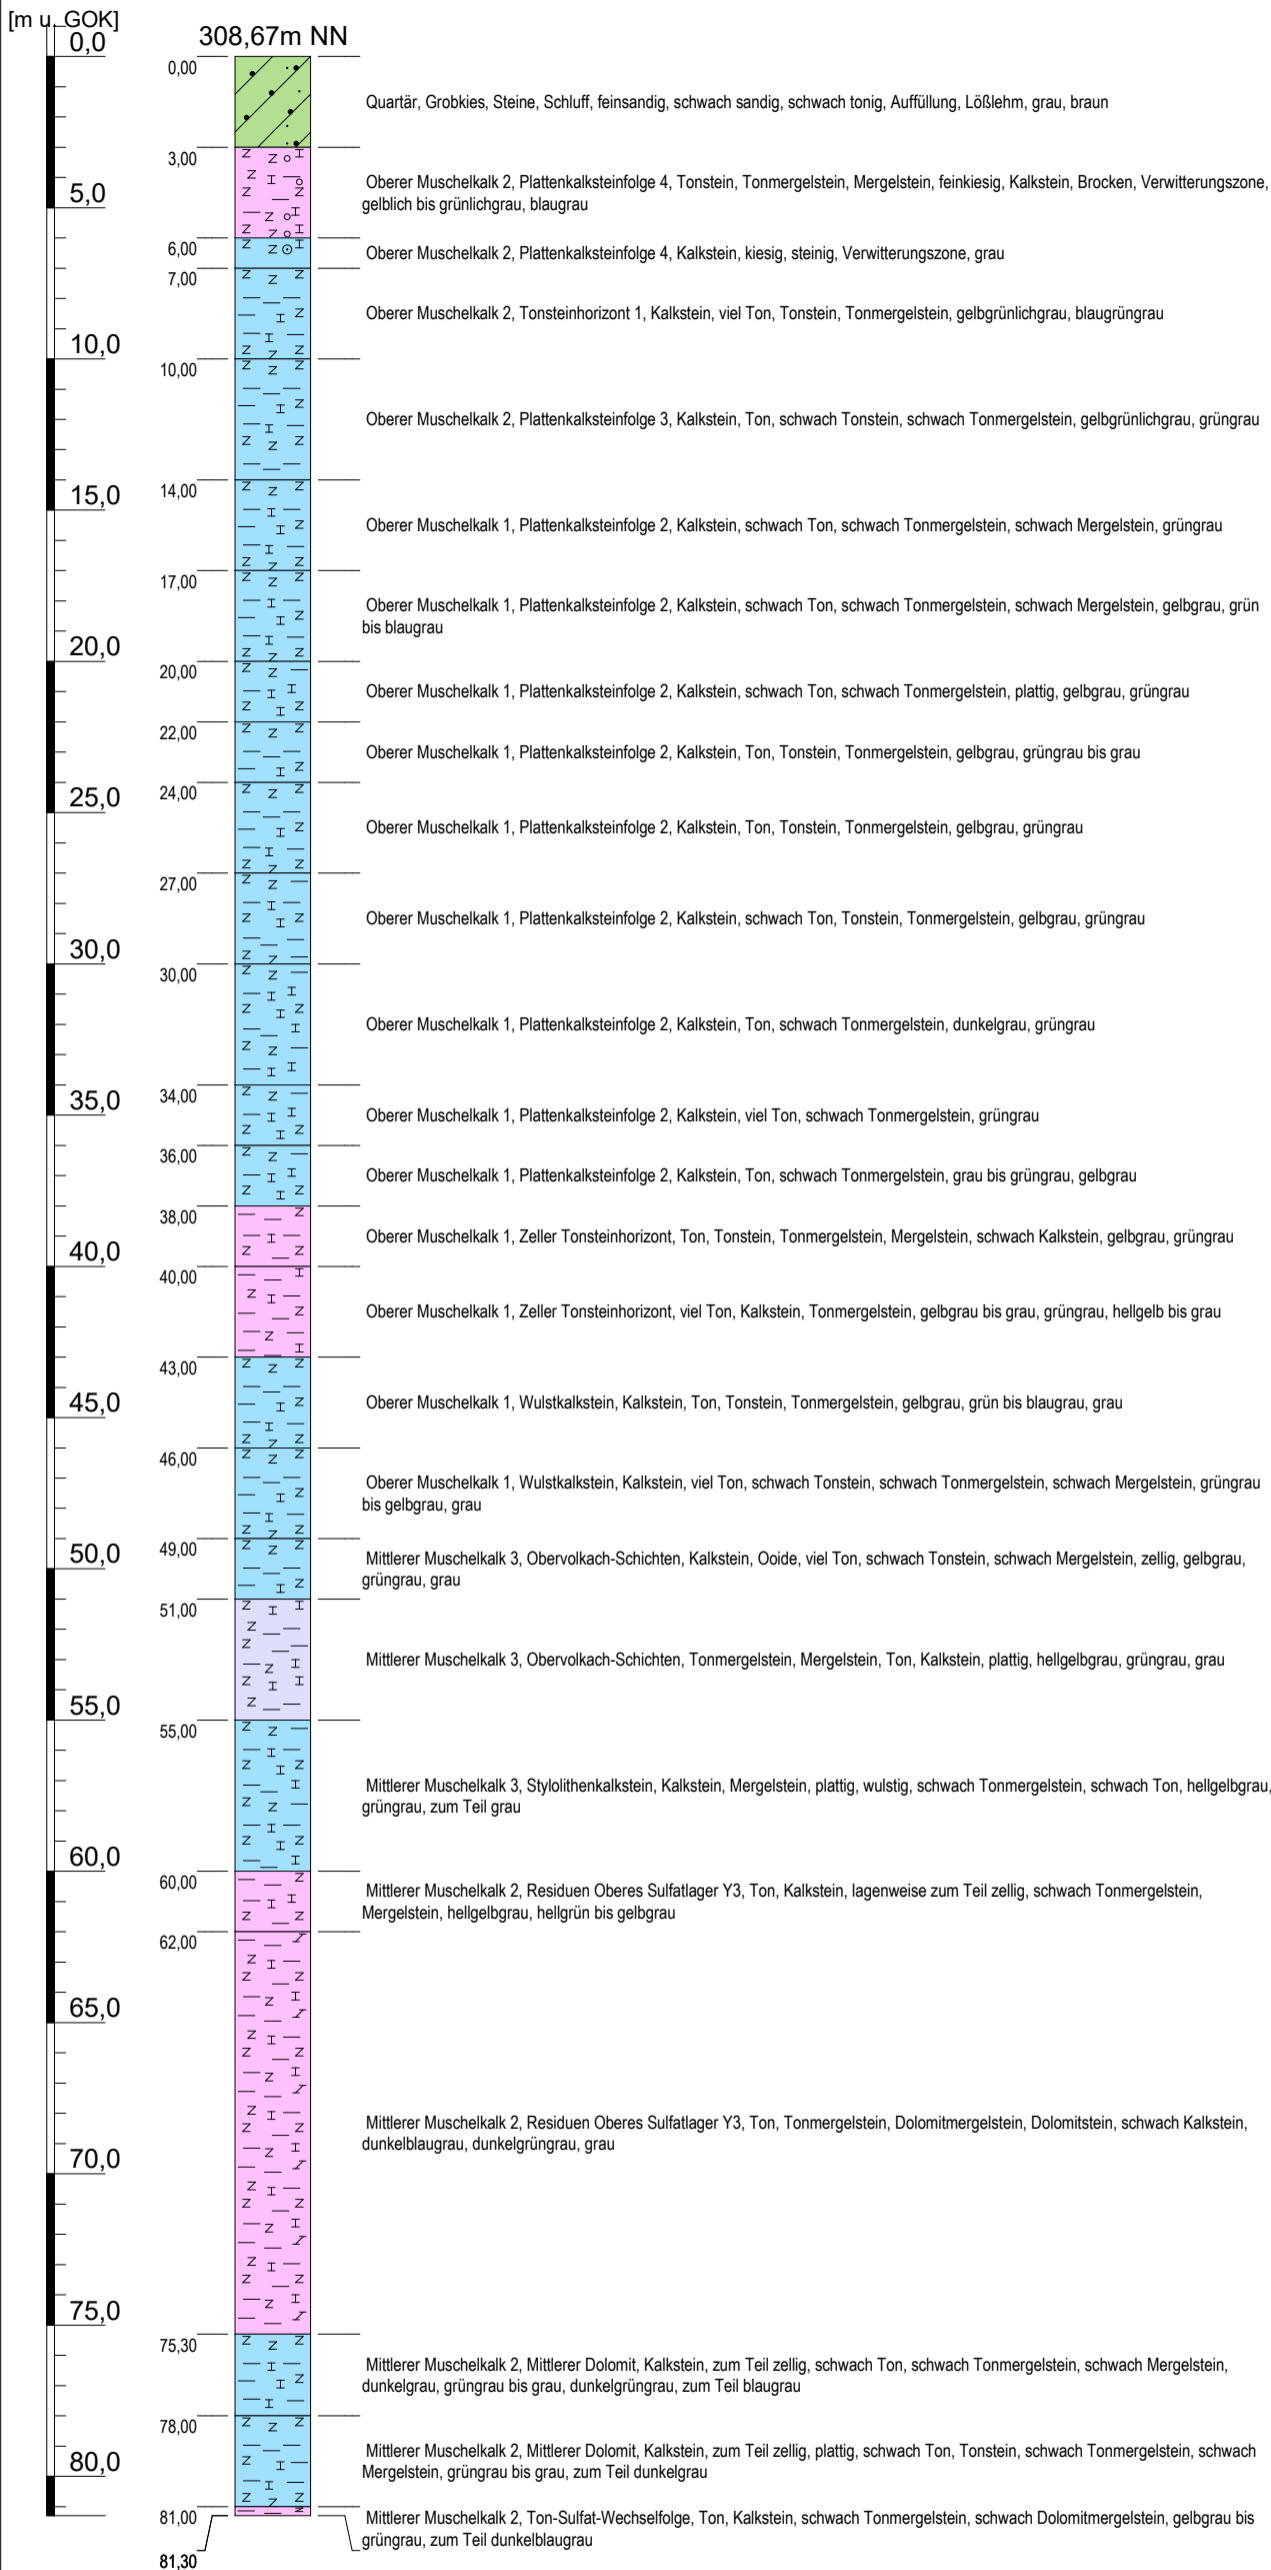 [m u. GOK]
308,67m NN
0,0
0,00
Quartär, Grobkies, Steine, Schluff, feinsandig, schwach sandig, schwach tonig, Auffüllung, Lößlehm, grau, braun
3,00
Oberer Muschelkalk 2, Plattenkalksteinfolge 4, Tonstein, Tonmergelstein, Mergelstein, feinkiesig, Kalkstein, Brocken, Verwitterungszone,
gelblich bis grünlichgrau, blaugrau
5,0
6,00
Oberer Muschelkalk 2, Plattenkalksteinfolge 4, Kalkstein, kiesig, steinig, Verwitterungszone, grau
7,00
Oberer Muschelkalk 2, Tonsteinhorizont 1, Kalkstein, viel Ton, Tonstein, Tonmergelstein, gelbgrünlichgrau, blaugrüngrau
10,0
10,00
Oberer Muschelkalk 2, Plattenkalksteinfolge 3, Kalkstein, Ton, schwach Tonstein, schwach Tonmergelstein, gelbgrünlichgrau, grüngrau
14,00
15,0
Oberer Muschelkalk 1, Plattenkalksteinfolge 2, Kalkstein, schwach Ton, schwach Tonmergelstein, schwach Mergelstein, grüngrau
17,00
Oberer Muschelkalk 1, Plattenkalksteinfolge 2, Kalkstein, schwach Ton, schwach Tonmergelstein, schwach Mergelstein, gelbgrau, grün
bis blaugrau
20,0
20,00
Oberer Muschelkalk 1, Plattenkalksteinfolge 2, Kalkstein, schwach Ton, schwach Tonmergelstein, plattig, gelbgrau, grüngrau
22,00
Oberer Muschelkalk 1, Plattenkalksteinfolge 2, Kalkstein, Ton, Tonstein, Tonmergelstein, gelbgrau, grüngrau bis grau
24,00
25,0
Oberer Muschelkalk 1, Plattenkalksteinfolge 2, Kalkstein, Ton, Tonstein, Tonmergelstein, gelbgrau, grüngrau
27,00
Oberer Muschelkalk 1, Plattenkalksteinfolge 2, Kalkstein, schwach Ton, Tonstein, Tonmergelstein, gelbgrau, grüngrau
30,0
30,00
Oberer Muschelkalk 1, Plattenkalksteinfolge 2, Kalkstein, Ton, schwach Tonmergelstein, dunkelgrau, grüngrau
34,00
35,0
Oberer Muschelkalk 1, Plattenkalksteinfolge 2, Kalkstein, viel Ton, schwach Tonmergelstein, grüngrau
36,00
Oberer Muschelkalk 1, Plattenkalksteinfolge 2, Kalkstein, Ton, schwach Tonmergelstein, grau bis grüngrau, gelbgrau
38,00
Oberer Muschelkalk 1, Zeller Tonsteinhorizont, Ton, Tonstein, Tonmergelstein, Mergelstein, schwach Kalkstein, gelbgrau, grüngrau
40,0
40,00
Oberer Muschelkalk 1, Zeller Tonsteinhorizont, viel Ton, Kalkstein, Tonmergelstein, gelbgrau bis grau, grüngrau, hellgelb bis grau
43,00
Oberer Muschelkalk 1, Wulstkalkstein, Kalkstein, Ton, Tonstein, Tonmergelstein, gelbgrau, grün bis blaugrau, grau
45,0
46,00
Oberer Muschelkalk 1, Wulstkalkstein, Kalkstein, viel Ton, schwach Tonstein, schwach Tonmergelstein, schwach Mergelstein, grüngrau
bis gelbgrau, grau
49,00
50,0
Mittlerer Muschelkalk 3, Obervolkach-Schichten, Kalkstein, Ooide, viel Ton, schwach Tonstein, schwach Mergelstein, zellig, gelbgrau,
grüngrau, grau
51,00
Mittlerer Muschelkalk 3, Obervolkach-Schichten, Tonmergelstein, Mergelstein, Ton, Kalkstein, plattig, hellgelbgrau, grüngrau, grau
55,0
55,00
Mittlerer Muschelkalk 3, Stylolithenkalkstein, Kalkstein, Mergelstein, plattig, wulstig, schwach Tonmergelstein, schwach Ton, hellgelbgrau,
grüngrau, zum Teil grau
60,0
60,00
Mittlerer Muschelkalk 2, Residuen Oberes Sulfatlager Y3, Ton, Kalkstein, lagenweise zum Teil zellig, schwach Tonmergelstein,
Mergelstein, hellgelbgrau, hellgrün bis gelbgrau
62,00
65,0
Mittlerer Muschelkalk 2, Residuen Oberes Sulfatlager Y3, Ton, Tonmergelstein, Dolomitmergelstein, Dolomitstein, schwach Kalkstein,
dunkelblaugrau, dunkelgrüngrau, grau
70,0
75,0
75,30
Mittlerer Muschelkalk 2, Mittlerer Dolomit, Kalkstein, zum Teil zellig, schwach Ton, schwach Tonmergelstein, schwach Mergelstein,
dunkelgrau, grüngrau bis grau, dunkelgrüngrau, zum Teil blaugrau
78,00
80,0
Mittlerer Muschelkalk 2, Mittlerer Dolomit, Kalkstein, zum Teil zellig, plattig, schwach Ton, Tonstein, schwach Tonmergelstein, schwach
Mergelstein, grüngrau bis grau, zum Teil dunkelgrau
81,00
Mittlerer Muschelkalk 2, Ton-Sulfat-Wechselfolge, Ton, Kalkstein, schwach Tonmergelstein, schwach Dolomitmergelstein, gelbgrau bis
grüngrau, zum Teil dunkelblaugrau
81,30